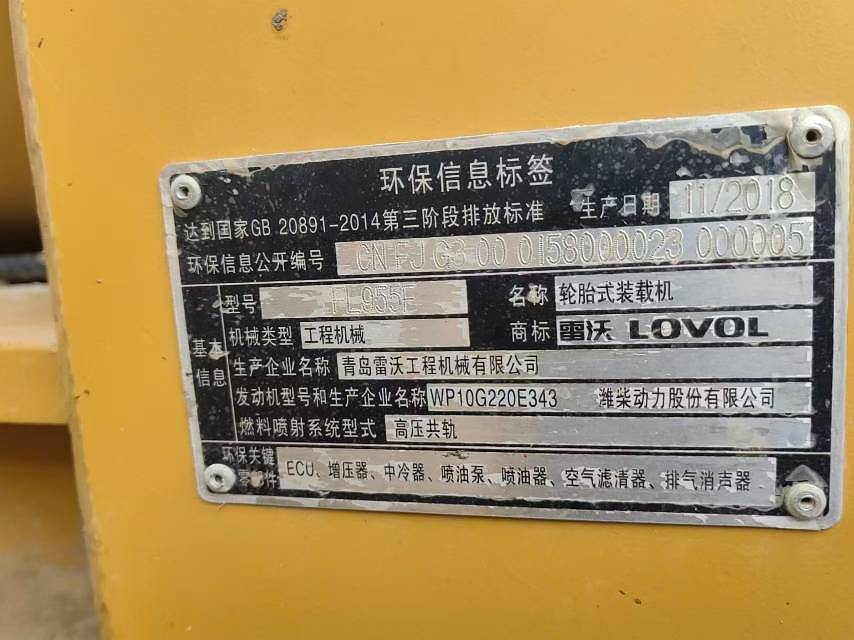 环保信息标签
达到国家GB 20891-2014第三阶段排放标准 生产日期 11/2018
环保信息公开编号 CN FJ G3 00 0158000023 000005
基本信息
型号 FL955F 名称 轮胎式装载机
机械类型 工程机械 商标 雷沃 LOVOL
生产企业名称 青岛雷沃工程机械有限公司
发动机型号和生产企业名称 WP10G220E343 潍柴动力股份有限公司
燃料喷射系统型式 高压共轨
环保关键零部件 ECU、增压器、中冷器、喷油泵、喷油器、空气滤清器、排气消声器